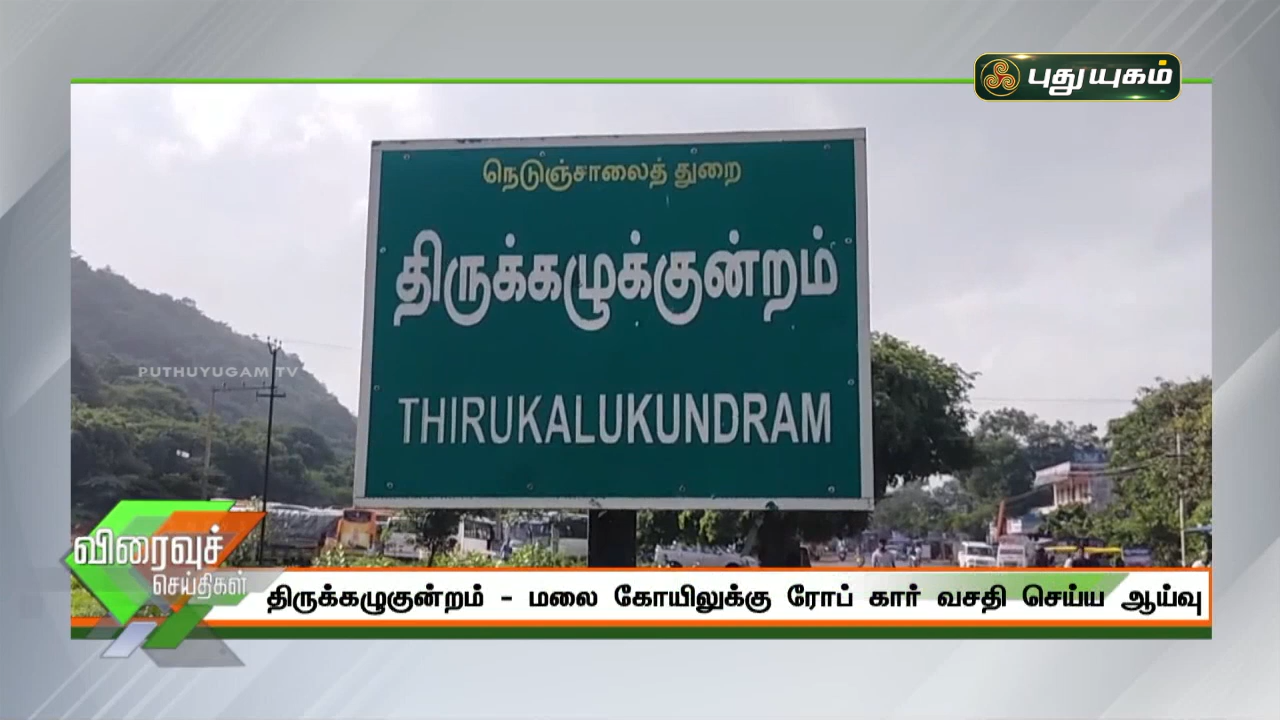 புதுயுகம்
நெடுஞ்சாலைத் துறை
திருக்கழுக்குன்றம்
PUTHUYUGAM TV
THIRUKALUKUNDRAM
விரைவுச்
செய்திகள்
திருக்கழுகுன்றம் - மலை கோயிலுக்கு ரோப் கார் வசதி செய்ய ஆய்வு